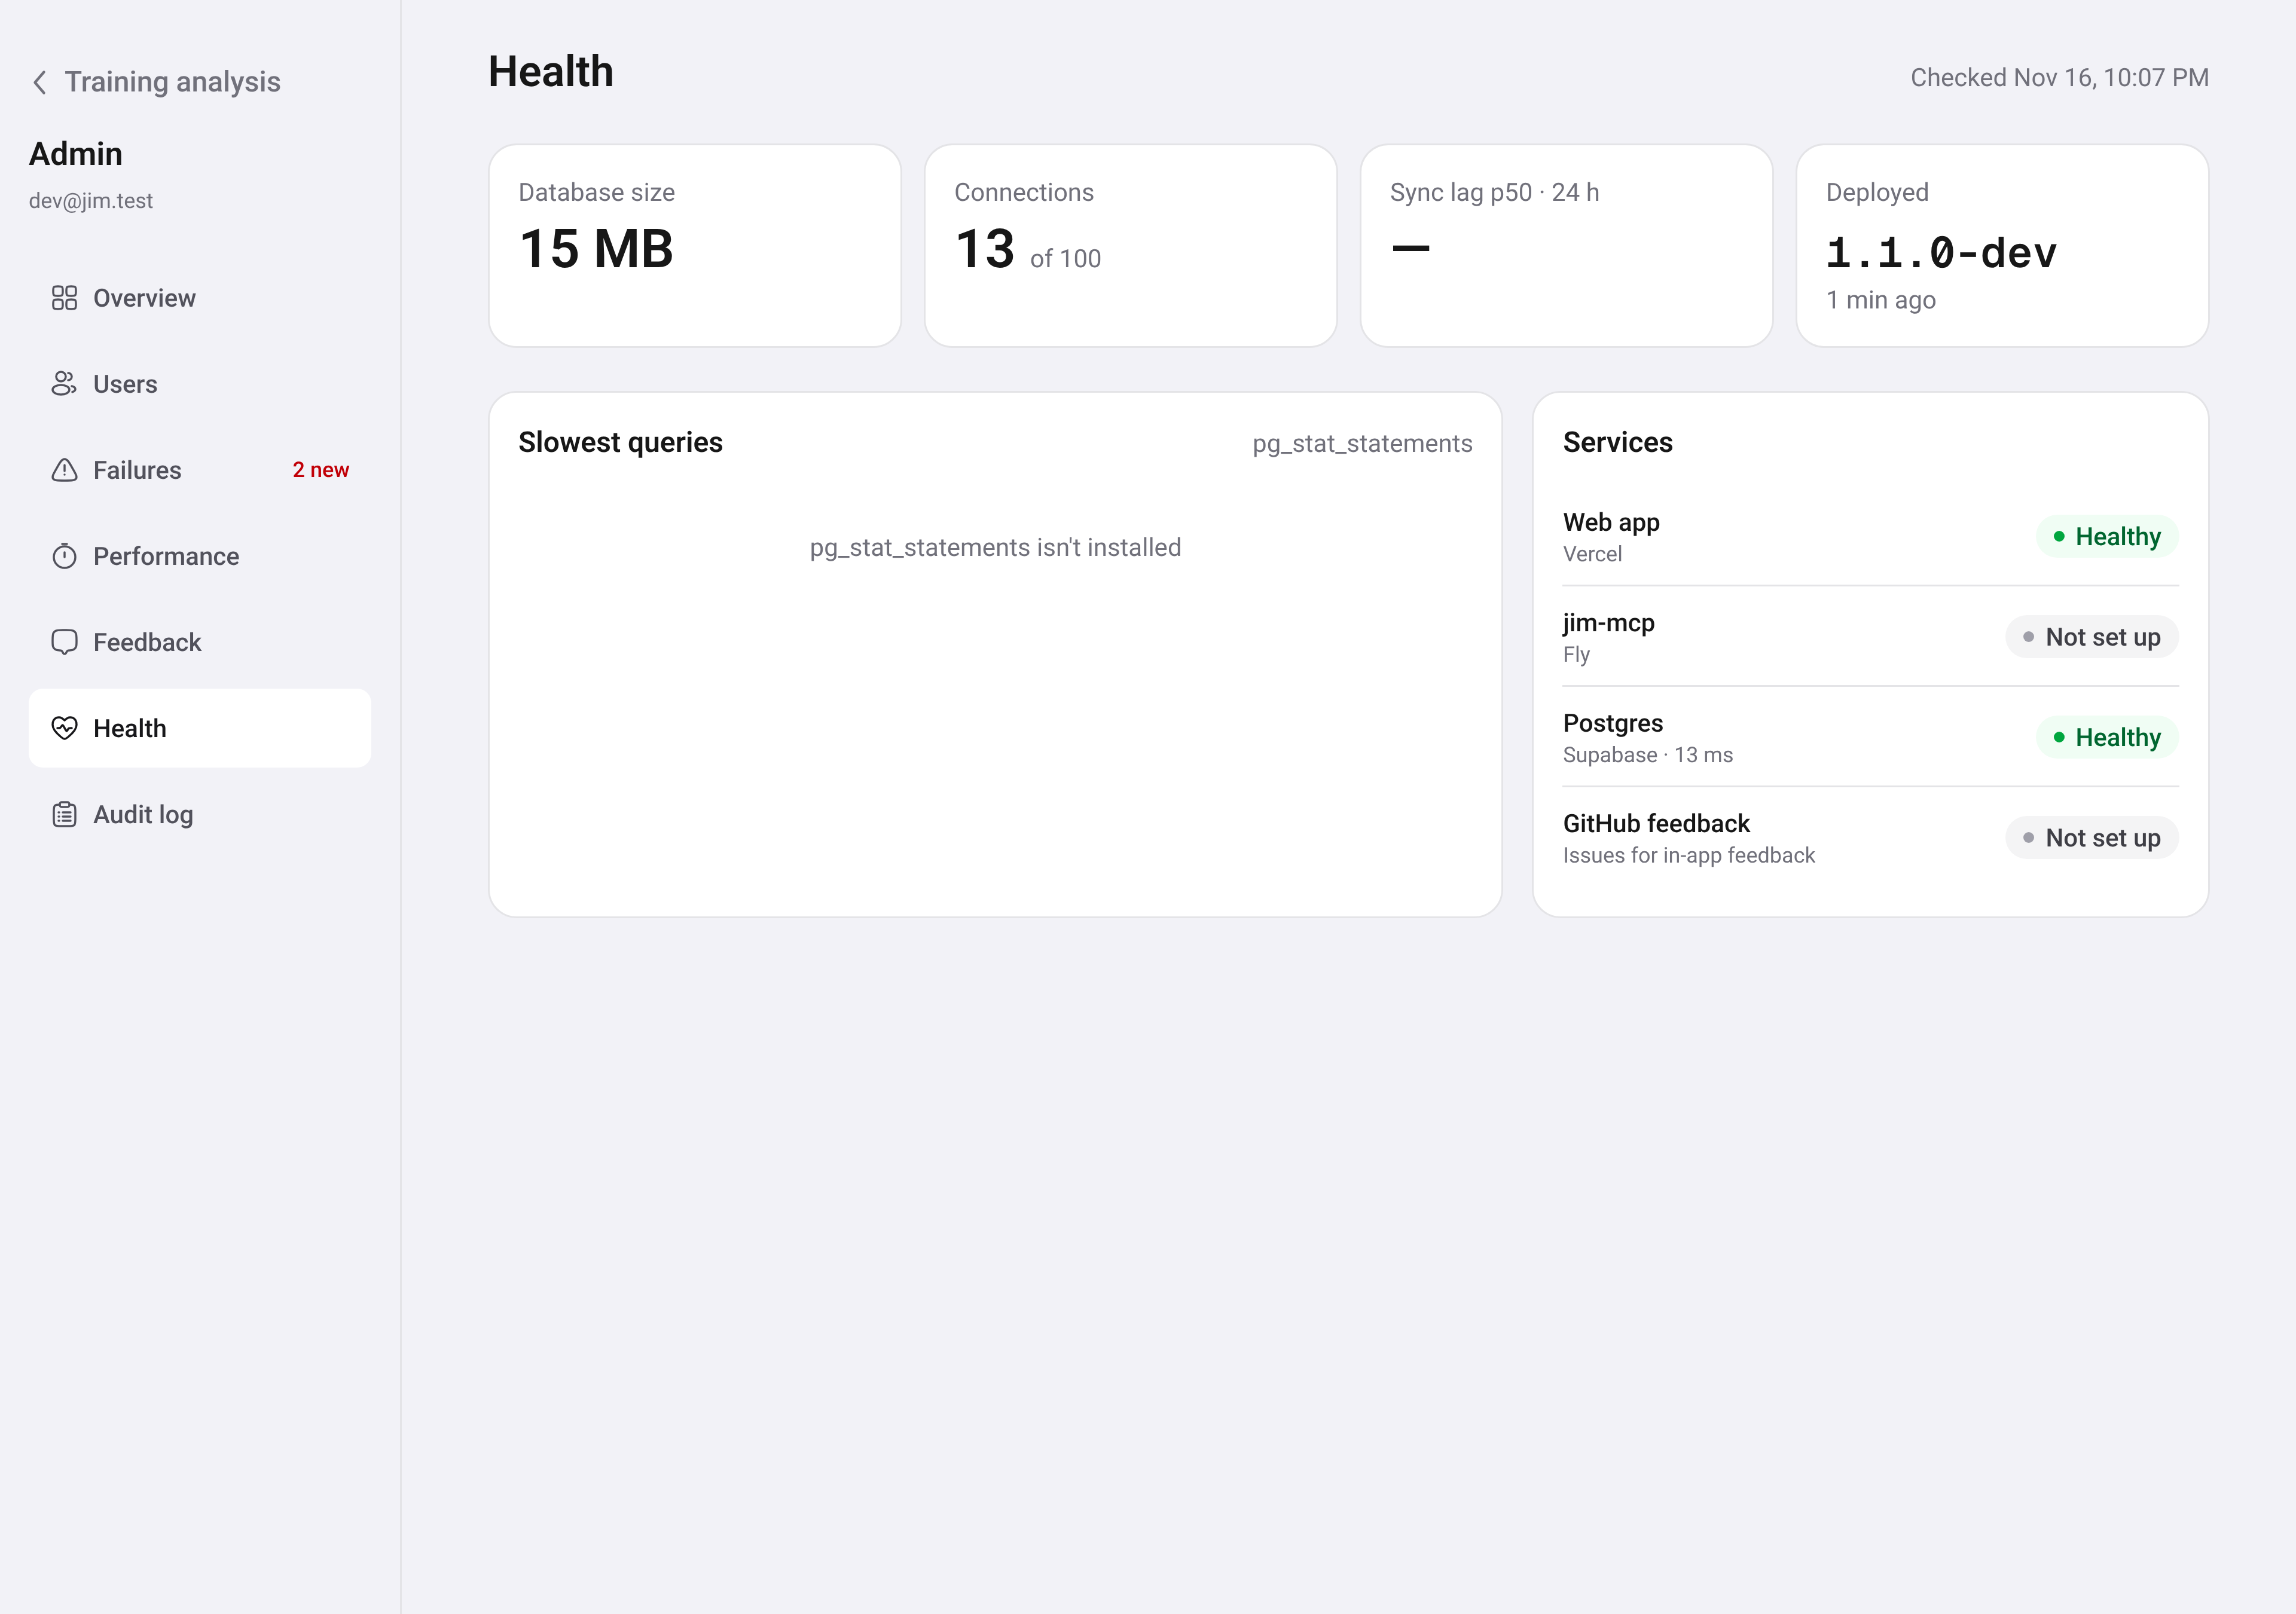 Training analysis
Admin
dev@jim.test
Overview
Users
Failures 2 new
Performance
Feedback
Health
Audit log
Health
Checked Nov 16, 10:07 PM
Database size
15 MB
Connections
13 of 100
Sync lag p50 · 24 h
—
Deployed
1.1.0-dev
1 min ago
Slowest queries pg_stat_statements
pg_stat_statements isn't installed
Services
Web app
Vercel
Healthy
jim-mcp
Fly
Not set up
Postgres
Supabase · 13 ms
Healthy
GitHub feedback
Issues for in-app feedback
Not set up